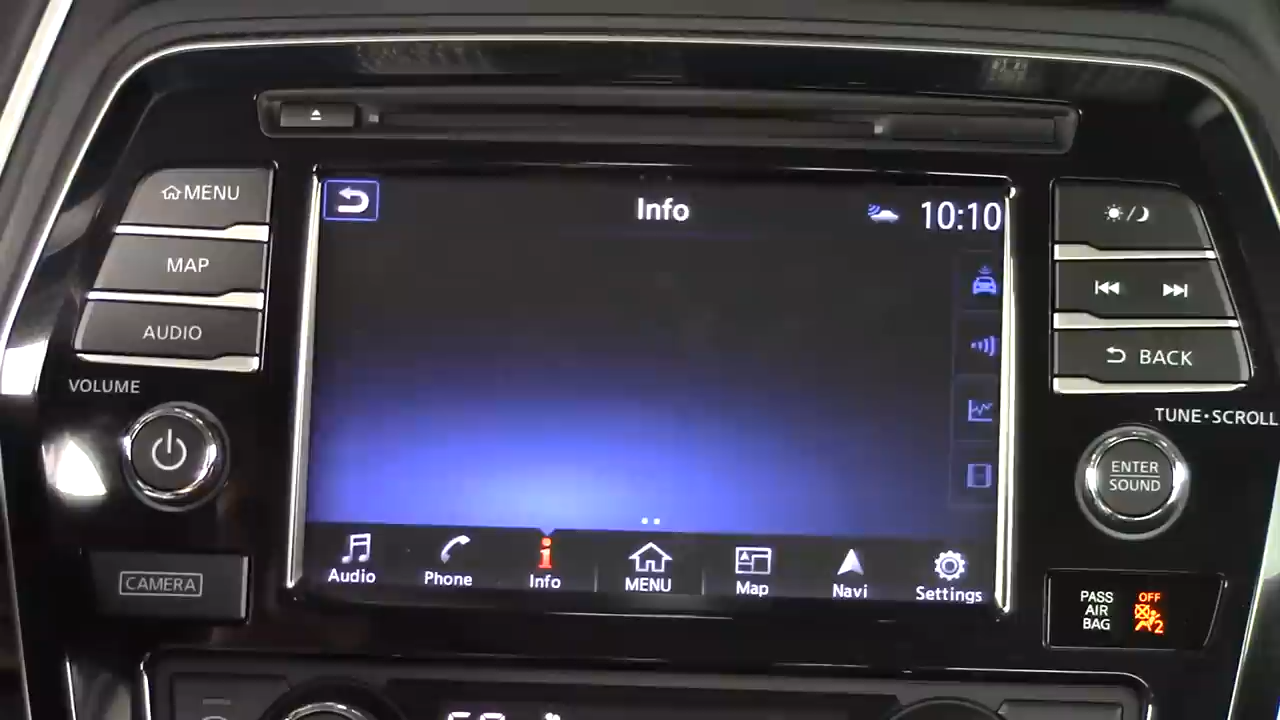 MENU
MAP
AUDIO
VOLUME
CAMERA
Info
10:10
Audio
Phone
Info
MENU
Map
Navi
Settings
BACK
TUNE•SCROLL
ENTER
SOUND
PASS
AIR
BAG
OFF
2